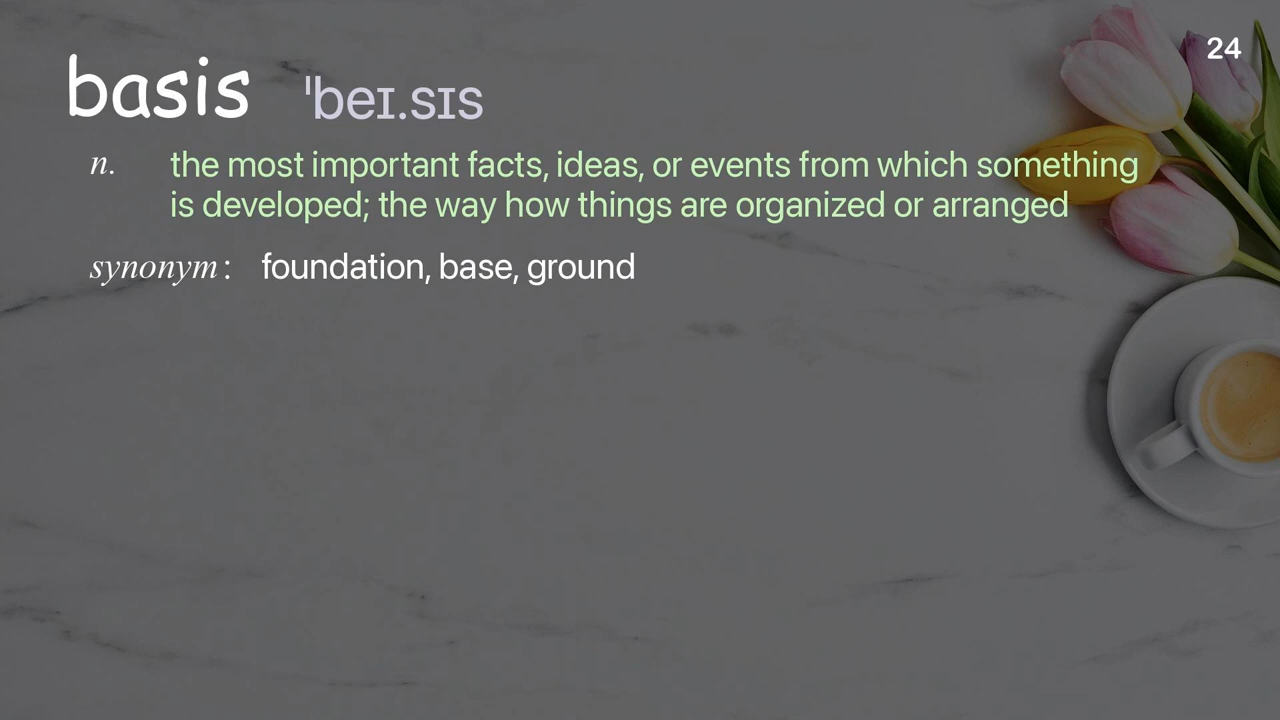 24
basis ˈbeɪ.sɪs
n. the most important facts, ideas, or events from which something
is developed; the way how things are organized or arranged
synonym: foundation, base, ground